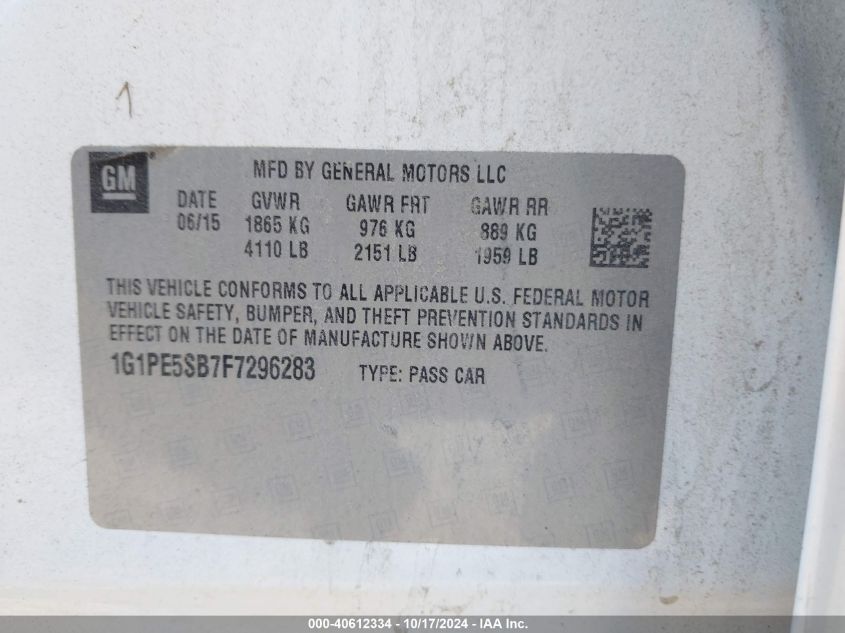 GM
MFD BY GENERAL MOTORS LLC
DATE GVWR GAWR FRT GAWR RR
06/15 1865 KG 976 KG 889 KG
4110 LB 2151 LB 1959 LB
THIS VEHICLE CONFORMS TO ALL APPLICABLE U.S. FEDERAL MOTOR
VEHICLE SAFETY, BUMPER, AND THEFT PREVENTION STANDARDS IN
EFFECT ON THE DATE OF MANUFACTURE SHOWN ABOVE.
1G1PE5SB7F7296283 TYPE: PASS CAR
000-40612334 - 10/17/2024 - IAA Inc.